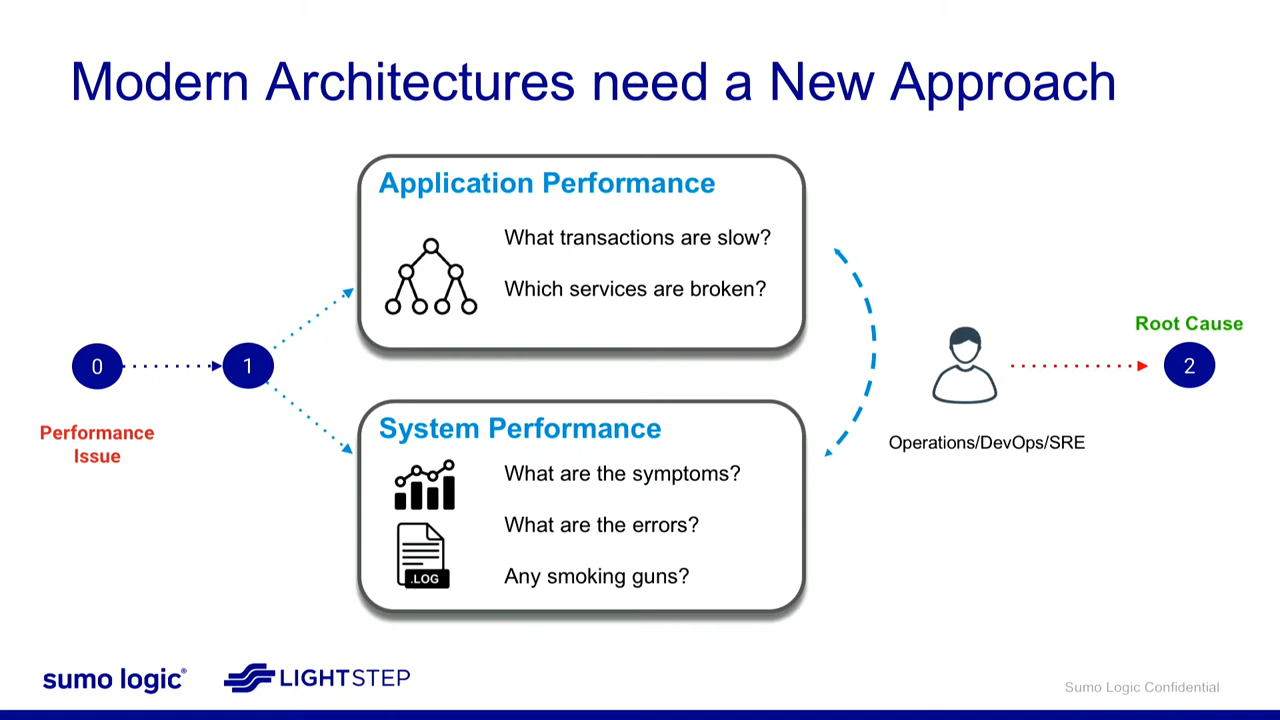 Modern Architectures need a New Approach
Application Performance
What transactions are slow?
Which services are broken?
0
1
Performance
Issue
System Performance
What are the symptoms?
What are the errors?
.LOG
Any smoking guns?
Operations/DevOps/SRE
Root Cause
2
sumo logic®
LIGHTSTEP
Sumo Logic Confidential